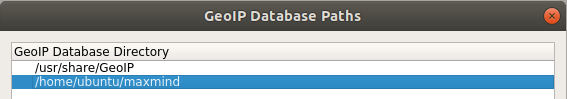 GeoIP Database Paths
GeoIP Database Directory
/usr/share/GeoIP
/home/ubuntu/maxmind